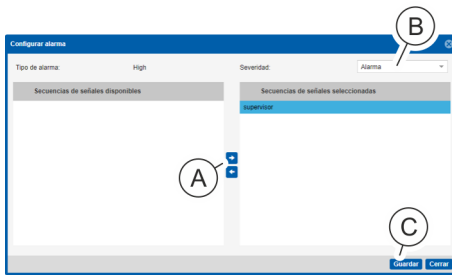 B
Configurar alarma
Tipo de alarma: High Severidad: Alarma
Secuencias de señales disponibles Secuencias de señales seleccionadas
supervisor
A
C
Guardar Cerrar